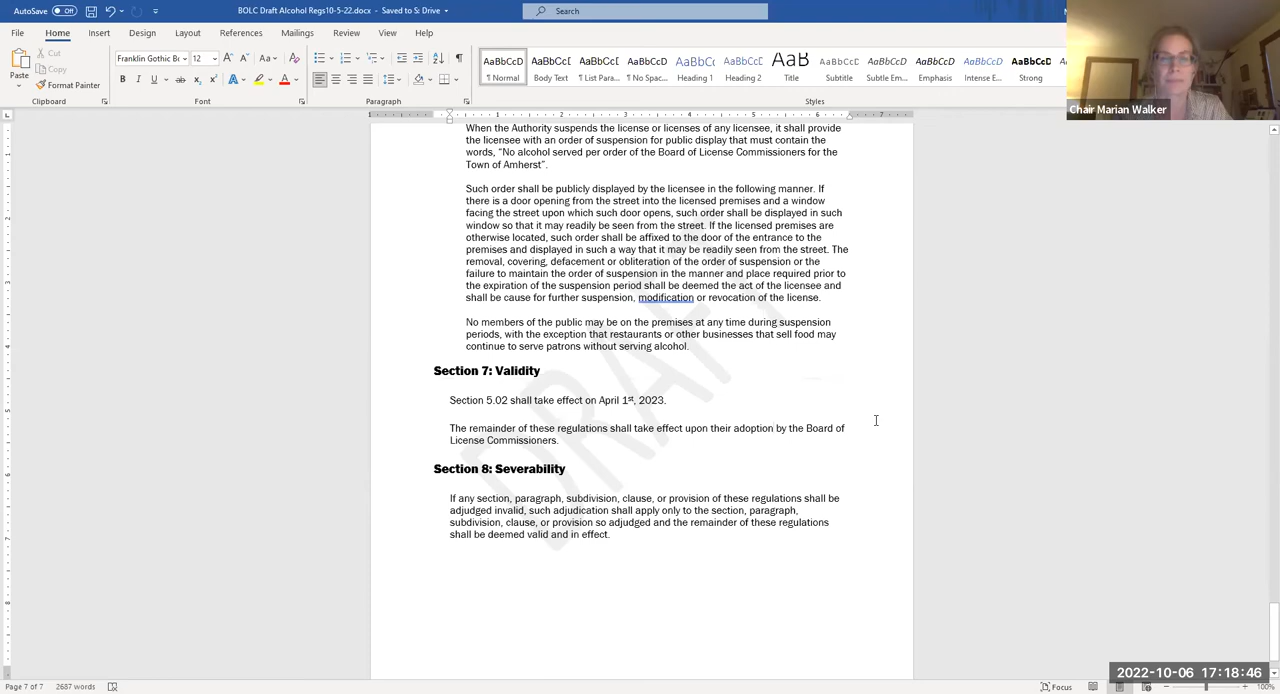 AutoSave Off
BOLC Draft Alcohol Regs10-5-22.docx - Saved to S: Drive
Search
File Home Insert Design Layout References Mailings Review View Help
Paste
Cut
Copy
Format Painter
Clipboard
Franklin Gothic B 12
Font
Paragraph
AaBbCcD AaBbCcD AaBbCcD AaBbCcD AaBbC( AaBbCcD AaB AaBbCcD AaBbCcD AaBbCcD AaBbCcD AaBbCcD
¶ Normal Body Text ¶ List Para... ¶ No Spac... Heading 1 Heading 2 Title Subtitle Subtle Em... Emphasis Intense E... Strong
Styles
Chair Marian Walker
When the Authority suspends the license or licenses of any licensee, it shall provide
the licensee with an order of suspension for public display that must contain the
words, “No alcohol served per order of the Board of License Commissioners for the
Town of Amherst”.
Such order shall be publicly displayed by the licensee in the following manner. If
there is a door opening from the street into the licensed premises and a window
facing the street upon which such door opens, such order shall be displayed in such
window so that it may readily be seen from the street. If the licensed premises are
otherwise located, such order shall be affixed to the door of the entrance to the
premises and displayed in such a way that it may be readily seen from the street. The
removal, covering, defacement or obliteration of the order of suspension or the
failure to maintain the order of suspension in the manner and place required prior to
the expiration of the suspension period shall be deemed the act of the licensee and
shall be cause for further suspension, modification or revocation of the license.
No members of the public may be on the premises at any time during suspension
periods, with the exception that restaurants or other businesses that sell food may
continue to serve patrons without serving alcohol.
Section 7: Validity
Section 5.02 shall take effect on April 1st, 2023.
The remainder of these regulations shall take effect upon their adoption by the Board of
License Commissioners.
Section 8: Severability
If any section, paragraph, subdivision, clause, or provision of these regulations shall be
adjudged invalid, such adjudication shall apply only to the section, paragraph,
subdivision, clause, or provision so adjudged and the remainder of these regulations
shall be deemed valid and in effect.
DRAFT
2022-10-06 17:18:46
Page 7 of 7 2687 words
Focus
100%